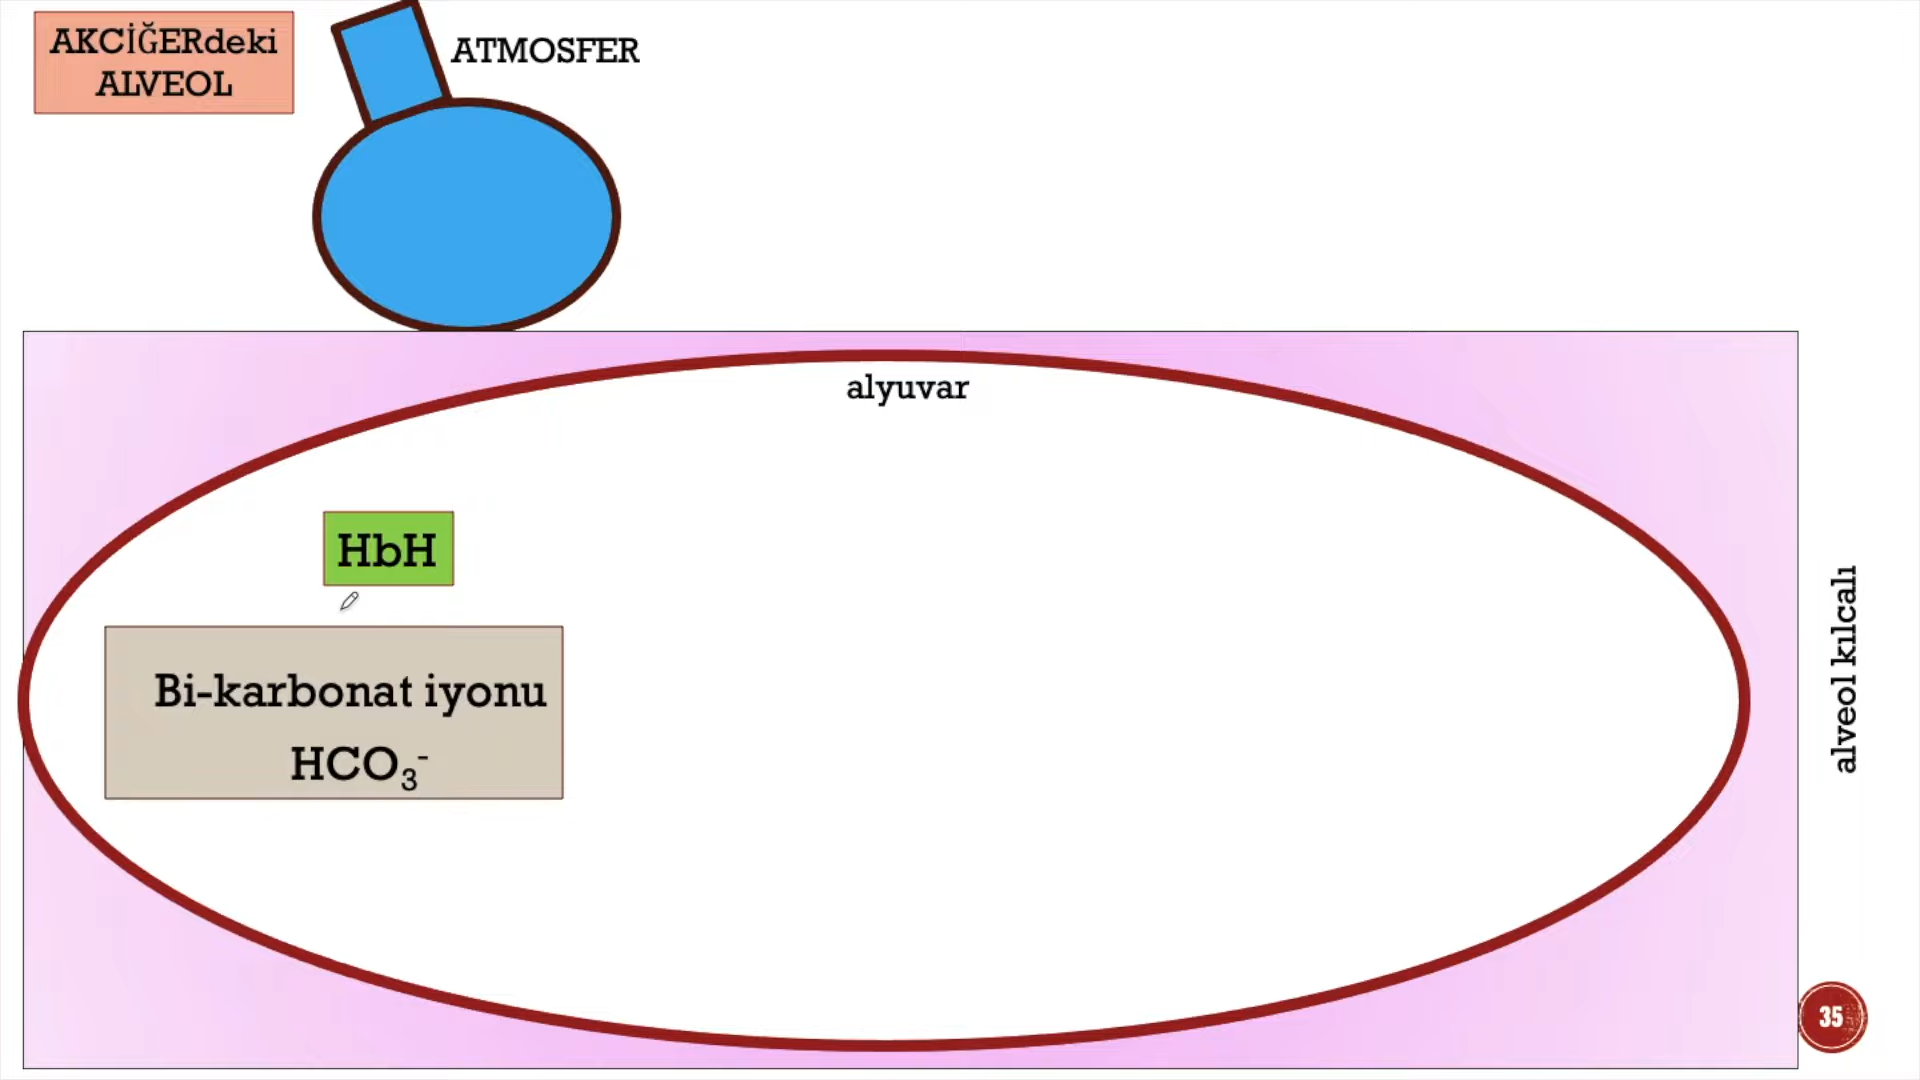 AKCİĞERdeki
ALVEOL
ATMOSFER
alyuvar
HbH
Bi-karbonat iyonu
HCO₃⁻
alveol kılcalı
35